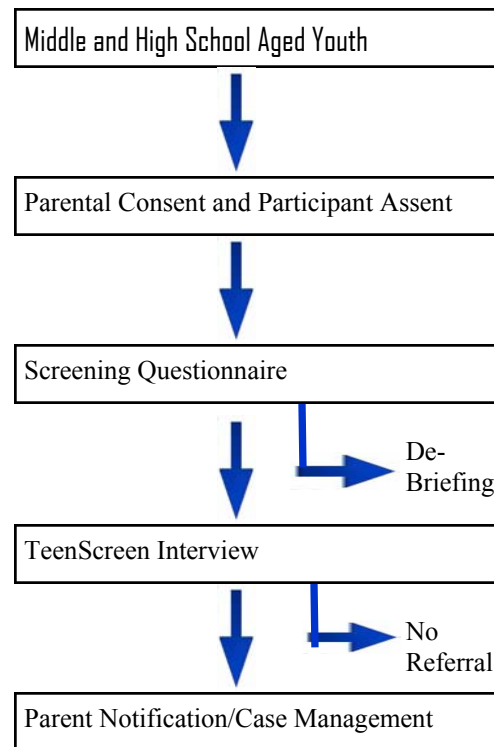 Middle and High School Aged Youth
Parental Consent and Participant Assent
Screening Questionnaire
De-
Briefing
TeenScreen Interview
No
Referral
Parent Notification/Case Management